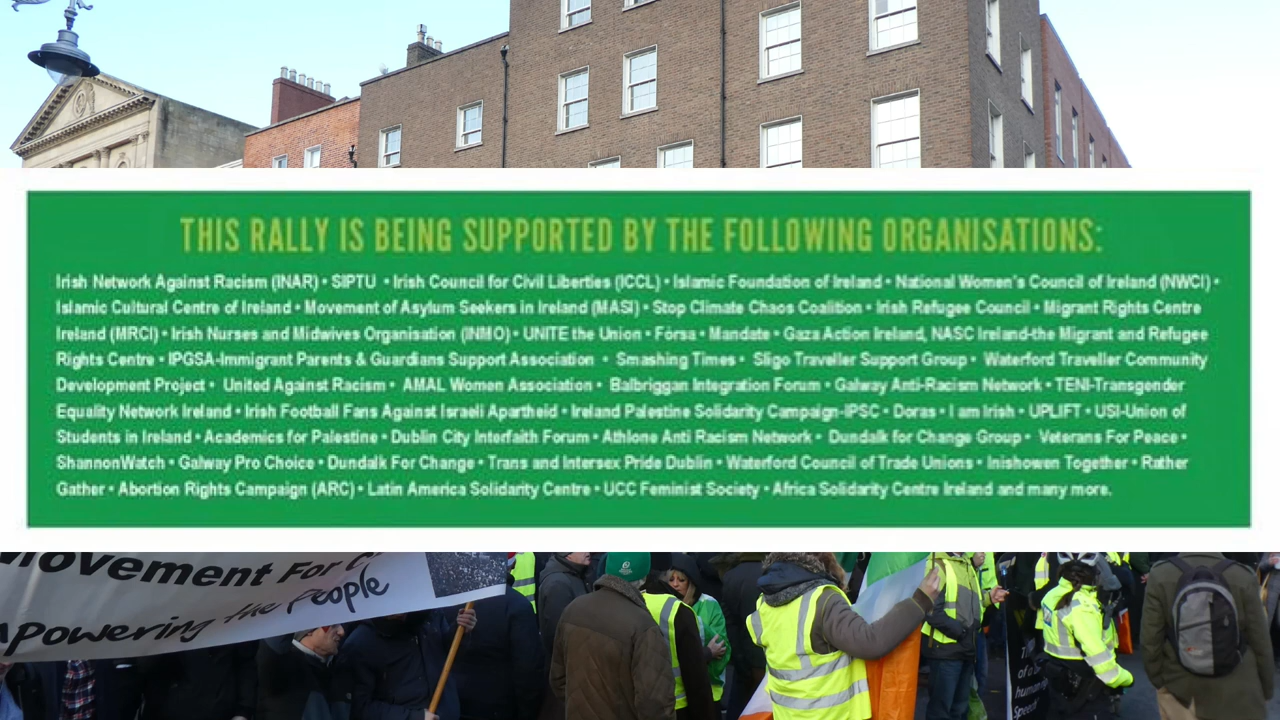 THIS RALLY IS BEING SUPPORTED BY THE FOLLOWING ORGANISATIONS:
Irish Network Against Racism (INAR) • SIPTU • Irish Council for Civil Liberties (ICCL) • Islamic Foundation of Ireland • National Women's Council of Ireland (NWCI) •
Islamic Cultural Centre of Ireland • Movement of Asylum Seekers in Ireland (MASI) • Stop Climate Chaos Coalition • Irish Refugee Council • Migrant Rights Centre
Ireland (MRCI) • Irish Nurses and Midwives Organisation (INMO) • UNITE the Union • Fórsa • Mandate • Gaza Action Ireland, NASC Ireland-the Migrant and Refugee
Rights Centre • IPGSA-Immigrant Parents & Guardians Support Association • Smashing Times • Sligo Traveller Support Group • Waterford Traveller Community
Development Project • United Against Racism • AMAL Women Association • Balbriggan Integration Forum • Galway Anti-Racism Network • TENI-Transgender
Equality Network Ireland • Irish Football Fans Against Israeli Apartheid • Ireland Palestine Solidarity Campaign-IPSC • Doras • I am Irish • UPLIFT • USI-Union of
Students in Ireland • Academics for Palestine • Dublin City Interfaith Forum • Athlone Anti Racism Network • Dundalk for Change Group • Veterans For Peace •
ShannonWatch • Galway Pro Choice • Dundalk For Change • Trans and Intersex Pride Dublin • Waterford Council of Trade Unions • Inishowen Together • Rather
Gather • Abortion Rights Campaign (ARC) • Latin America Solidarity Centre • UCC Feminist Society • Africa Solidarity Centre Ireland and many more.
Movement For
the People